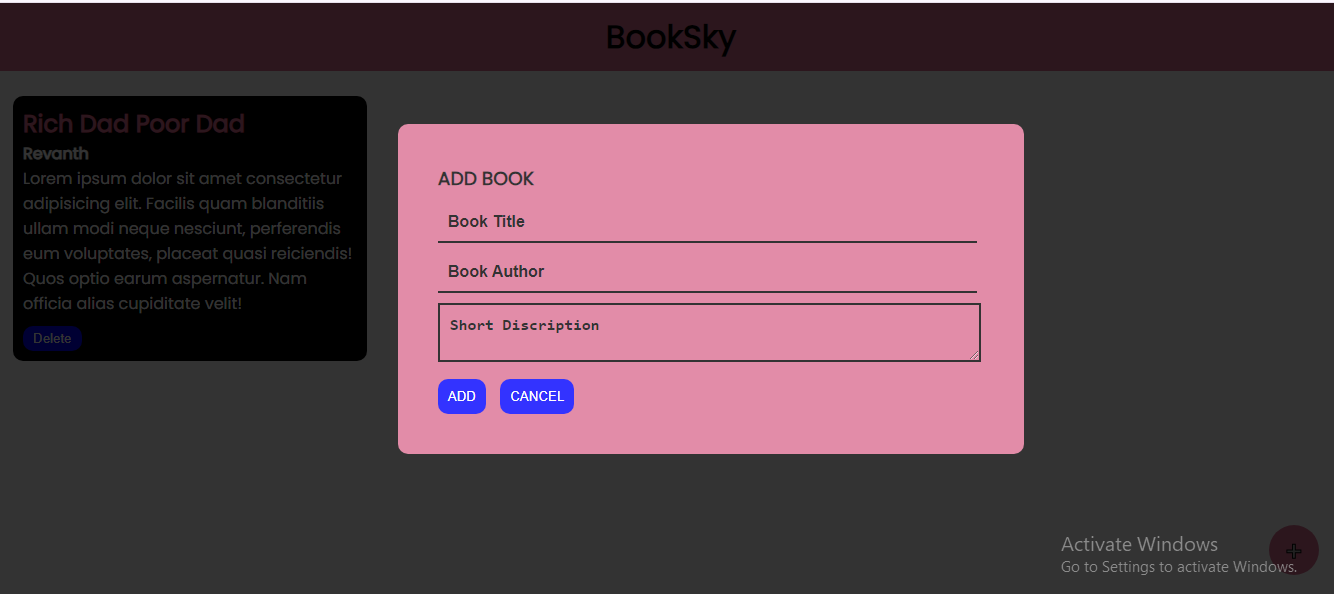 BookSky
Rich Dad Poor Dad
Revanth
Lorem ipsum dolor sit amet consectetur
adipisicing elit. Facilis quam blanditiis
ullam modi neque nesciunt, perferendis
eum voluptates, placeat quasi reiciendis!
Quos optio earum aspernatur. Nam
officia alias cupiditate velit!
Delete
ADD BOOK
Book Title
Book Author
Short Discription
ADD CANCEL
Activate Windows
Go to Settings to activate Windows.